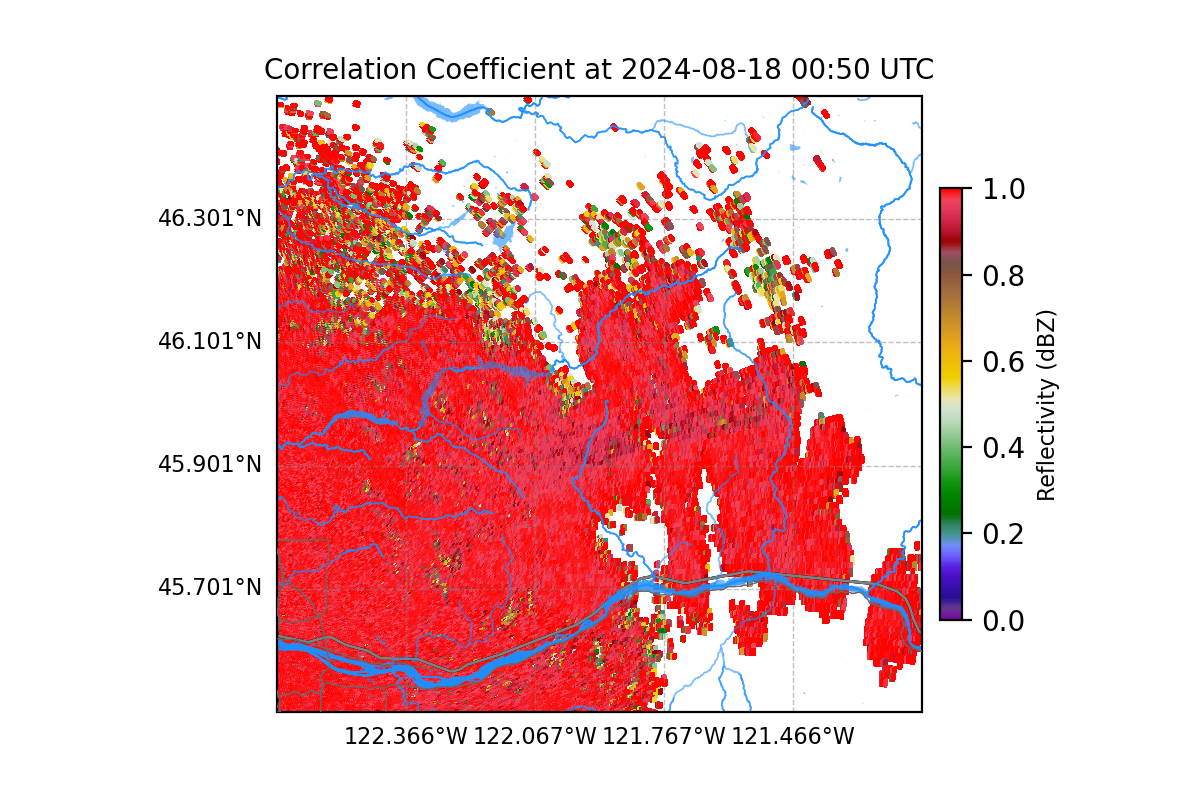 Correlation Coefficient at 2024-08-18 00:50 UTC
46.301°N
46.101°N
45.901°N
45.701°N
122.366°W 122.067°W 121.767°W 121.466°W
1.0
0.8
0.6
0.4
0.2
0.0
Reflectivity (dBZ)